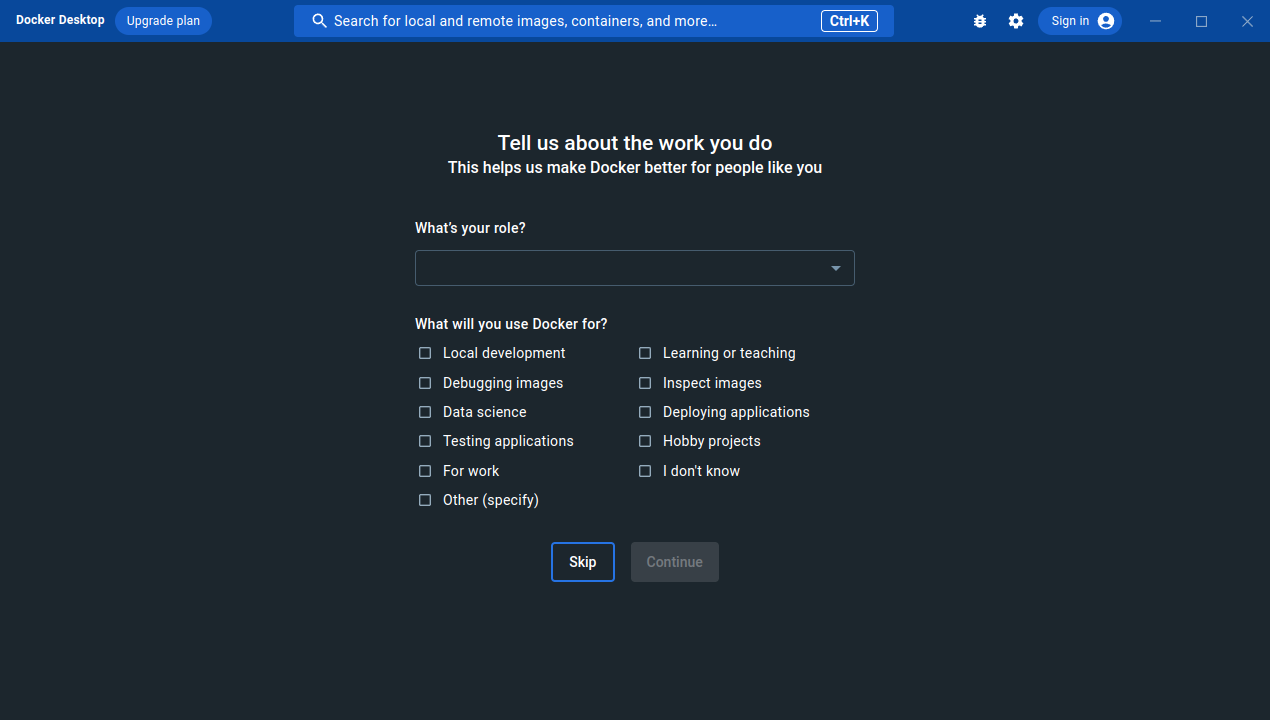 Docker Desktop
Upgrade plan
Search for local and remote images, containers, and more...
Ctrl+K
Sign in
Tell us about the work you do
This helps us make Docker better for people like you
What's your role?
What will you use Docker for?
Local development
Learning or teaching
Debugging images
Inspect images
Data science
Deploying applications
Testing applications
Hobby projects
For work
I don't know
Other (specify)
Skip
Continue